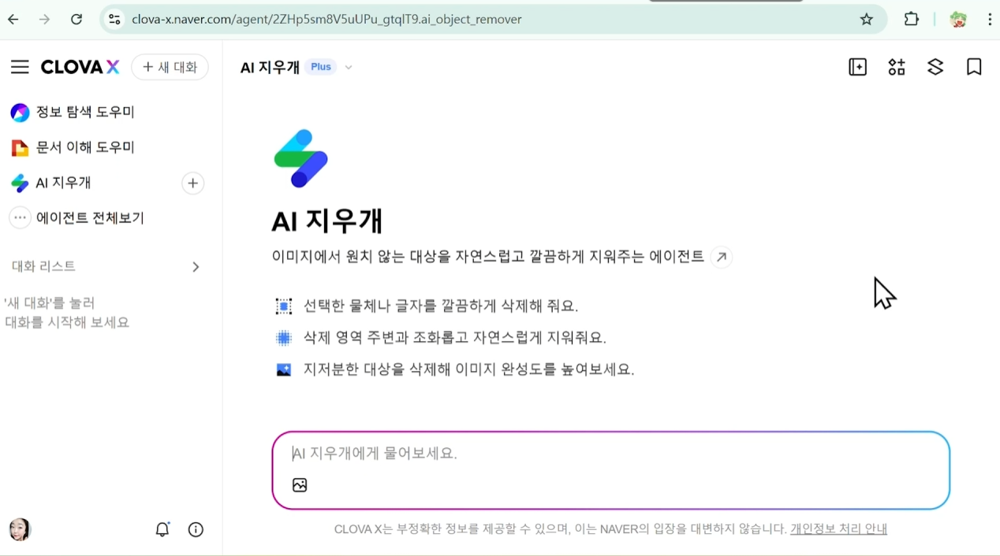 clova-x.naver.com/agent/2ZHp5sm8V5uUPu_gtqlT9.ai_object_remover
CLOVA X
+ 새 대화
정보 탐색 도우미
문서 이해 도우미
AI 지우개
에이전트 전체보기
대화 리스트
'새 대화'를 눌러
대화를 시작해 보세요
AI 지우개 Plus
AI 지우개
이미지에서 원치 않는 대상을 자연스럽고 깔끔하게 지워주는 에이전트
선택한 물체나 글자를 깔끔하게 삭제해 줘요.
삭제 영역 주변과 조화롭고 자연스럽게 지워줘요.
지저분한 대상을 삭제해 이미지 완성도를 높여보세요.
AI 지우개에게 물어보세요.
CLOVA X는 부정확한 정보를 제공할 수 있으며, 이는 NAVER의 입장을 대변하지 않습니다. 개인정보 처리 안내